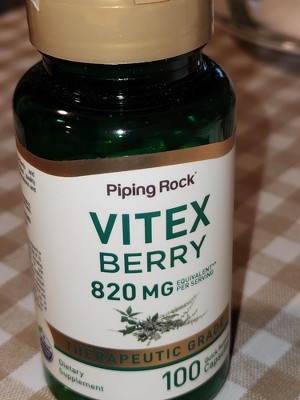 Piping Rock®
VITEX
BERRY
820 MG EQUIVALENT**
PER SERVING
THERAPEUTIC GRADE
Dietary
Supplement
100